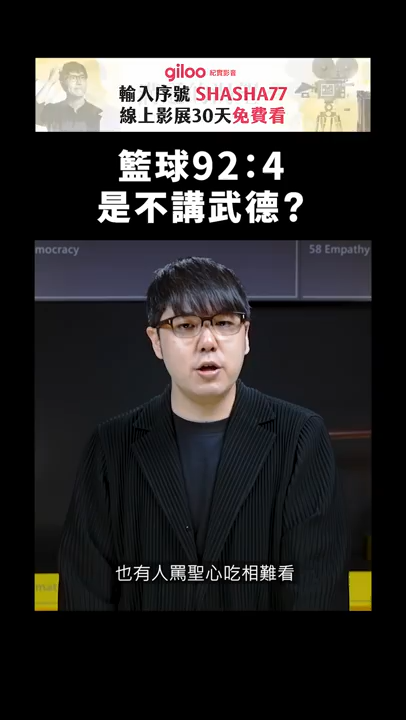 giloo 紀實影音
輸入序號 SHASHA77
線上影展30天免費看
籃球92:4
是不講武德?
mocracy
58 Empathy
也有人罵聖心吃相難看
mat